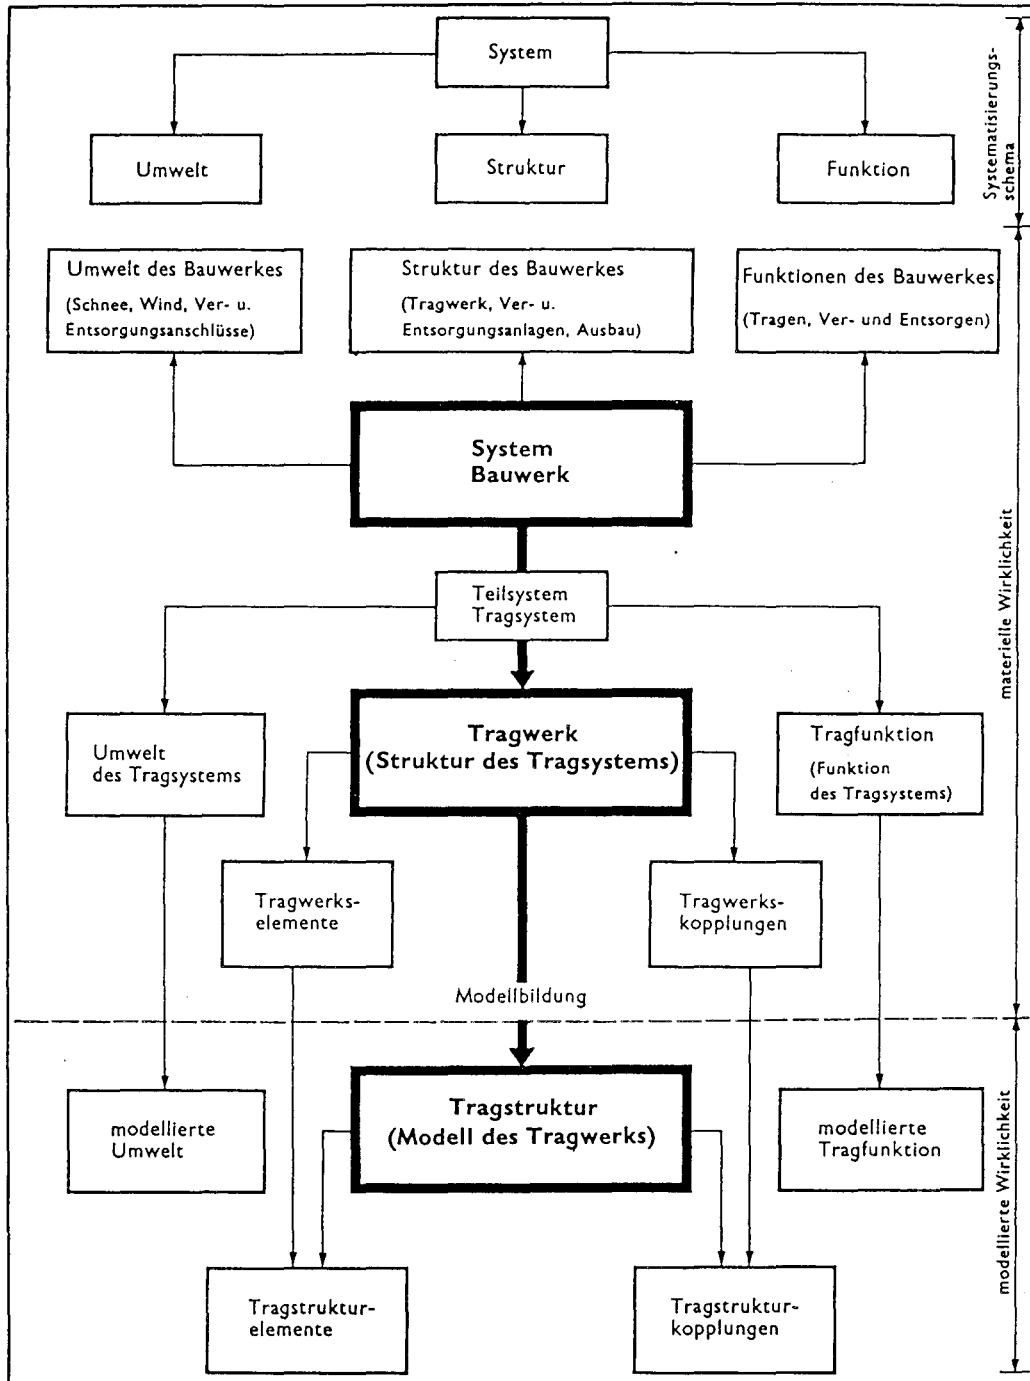 System
Umwelt
Struktur
Funktion
Systematisierungs-
schema
Umwelt des Bauwerkes
(Schnee, Wind, Ver- u.
Entsorgungsanschlüsse)
Struktur des Bauwerkes
(Tragwerk, Ver- u.
Entsorgungsanlagen, Ausbau)
Funktionen des Bauwerkes
(Tragen, Ver- und Entsorgen)
System
Bauwerk
Teilsystem
Tragsystem
materielle Wirklichkeit
Umwelt
des Tragsystems
Tragwerk
(Struktur des Tragsystems)
Tragfunktion
(Funktion
des Tragsystems)
Tragwerks-
elemente
Tragwerks-
kopplungen
Modellbildung
modellierte
Umwelt
Tragstruktur
(Modell des Tragwerks)
modellierte
Tragfunktion
modellierte Wirklichkeit
Tragstruktur-
elemente
Tragstruktur-
kopplungen